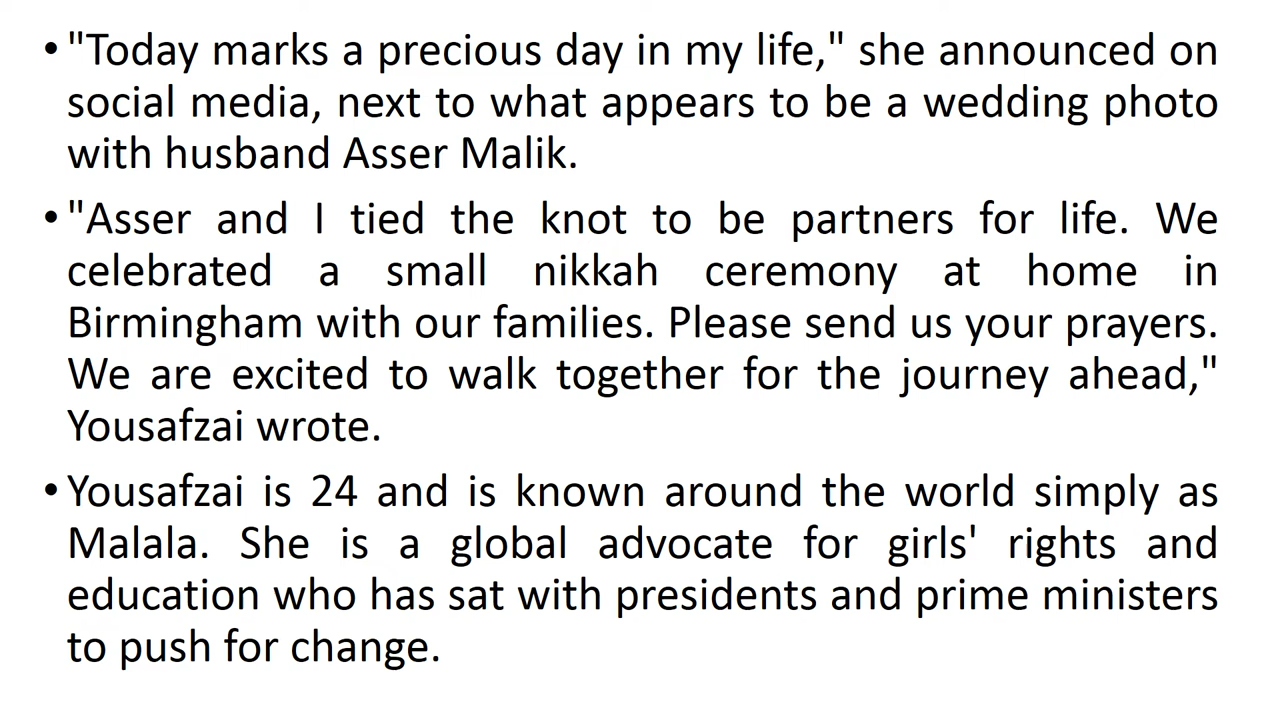 • "Today marks a precious day in my life," she announced on
social media, next to what appears to be a wedding photo
with husband Asser Malik.
• "Asser and I tied the knot to be partners for life. We
celebrated a small nikkah ceremony at home in
Birmingham with our families. Please send us your prayers.
We are excited to walk together for the journey ahead,"
Yousafzai wrote.
• Yousafzai is 24 and is known around the world simply as
Malala. She is a global advocate for girls' rights and
education who has sat with presidents and prime ministers
to push for change.